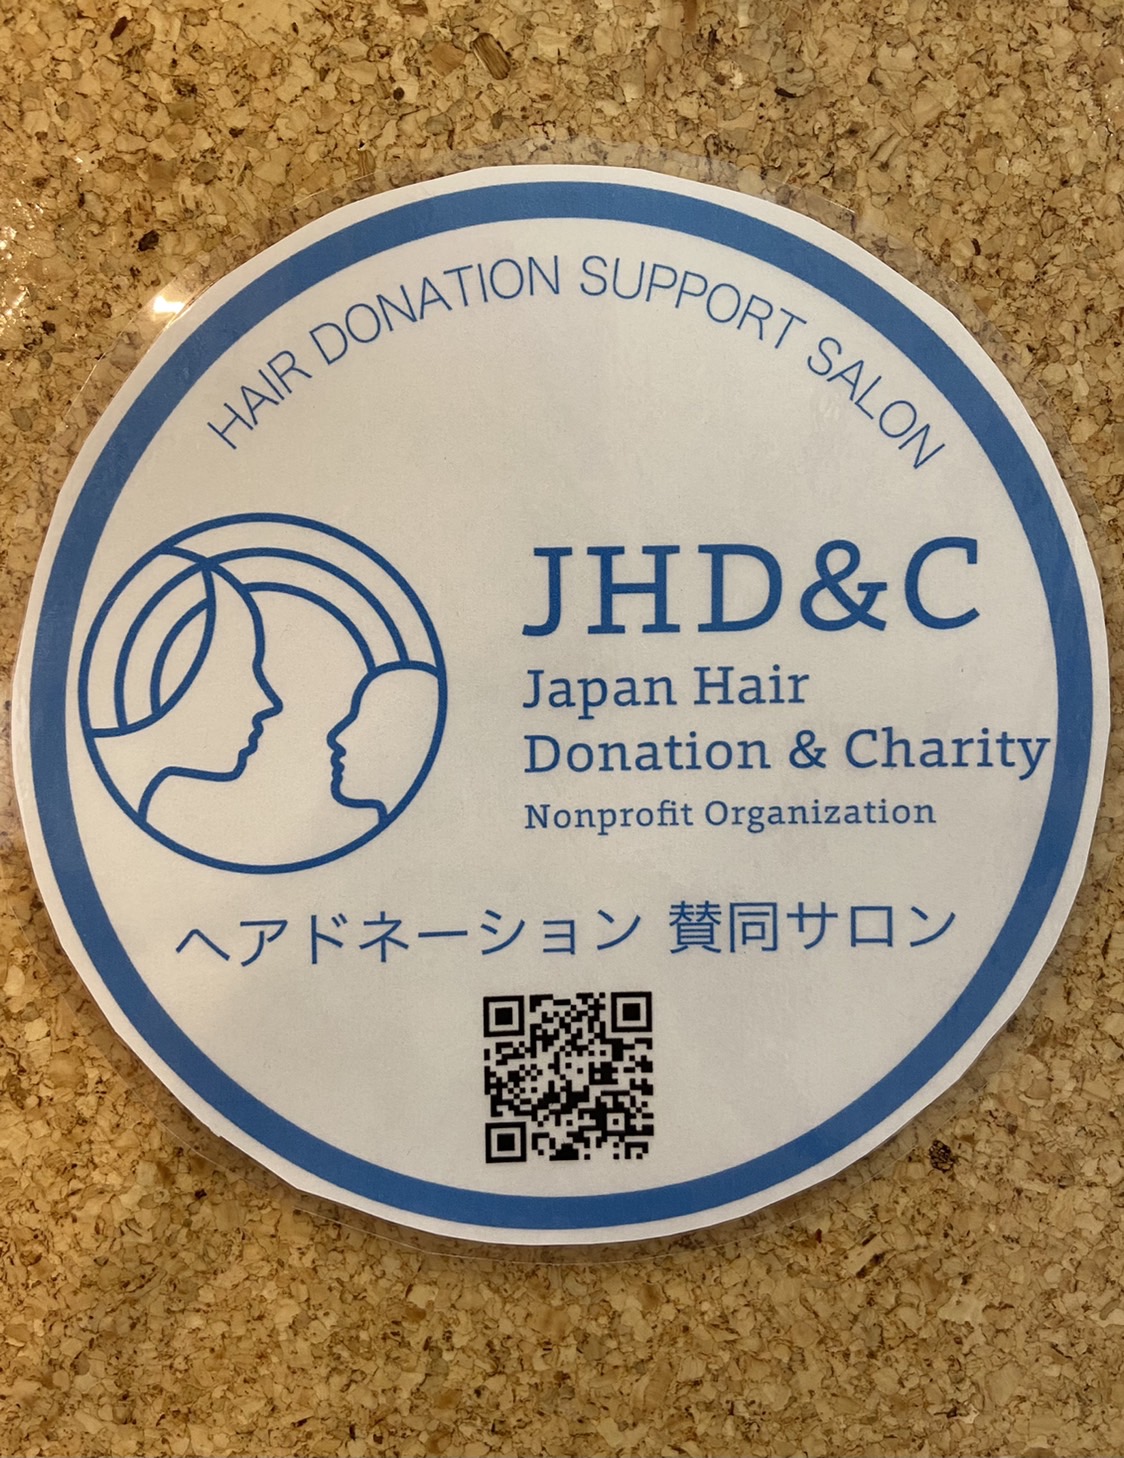 HAIR DONATION SUPPORT SALON
JHD&C
Japan Hair
Donation & Charity
Nonprofit Organization
ヘアドネーション 賛同サロン